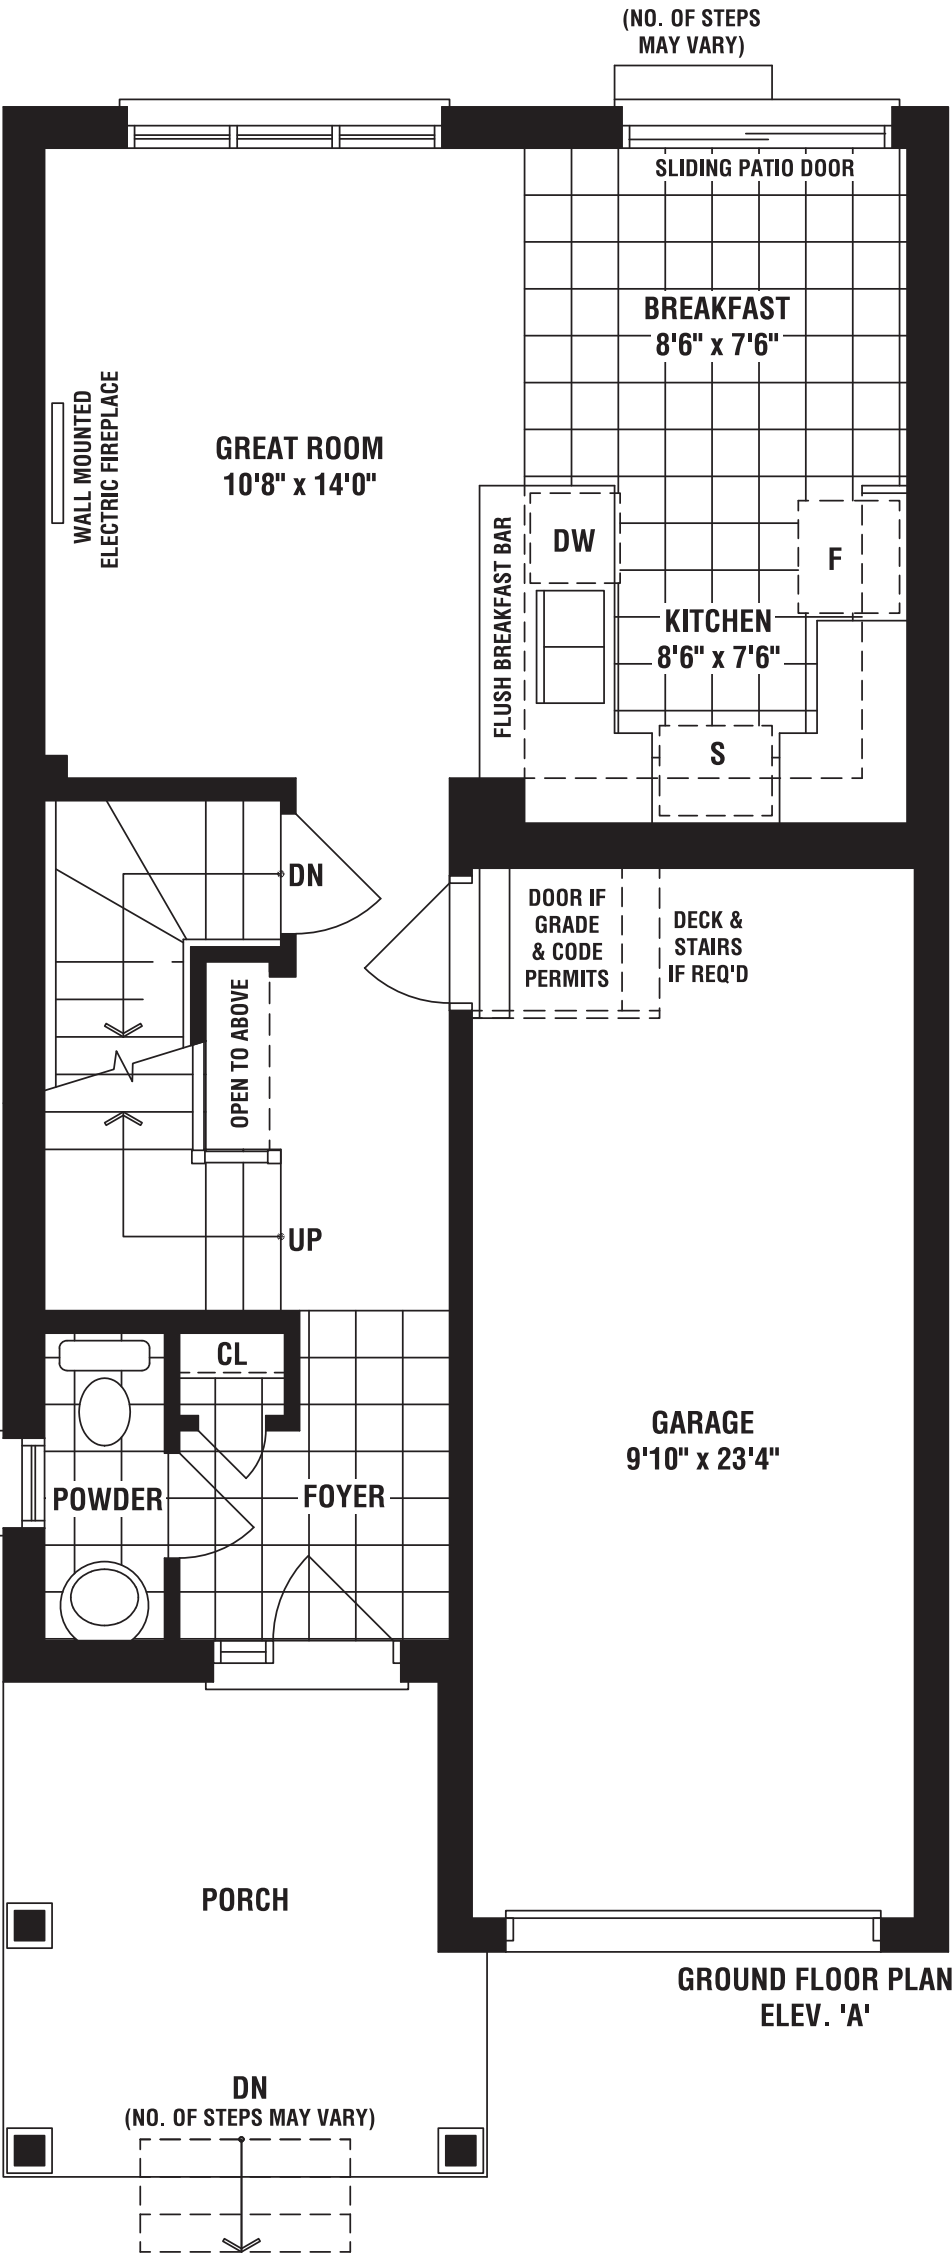 (NO. OF STEPS
MAY VARY)
SLIDING PATIO DOOR
BREAKFAST
8'6" x 7'6"
WALL MOUNTED
ELECTRIC FIREPLACE
GREAT ROOM
10'8" x 14'0"
FLUSH BREAKFAST BAR
DW
F
KITCHEN
8'6" x 7'6"
S
DN
DOOR IF
GRADE
& CODE
PERMITS
DECK &
STAIRS
IF REQ'D
OPEN TO ABOVE
UP
CL
POWDER
FOYER
GARAGE
9'10" x 23'4"
PORCH
GROUND FLOOR PLAN
ELEV. 'A'
DN
(NO. OF STEPS MAY VARY)